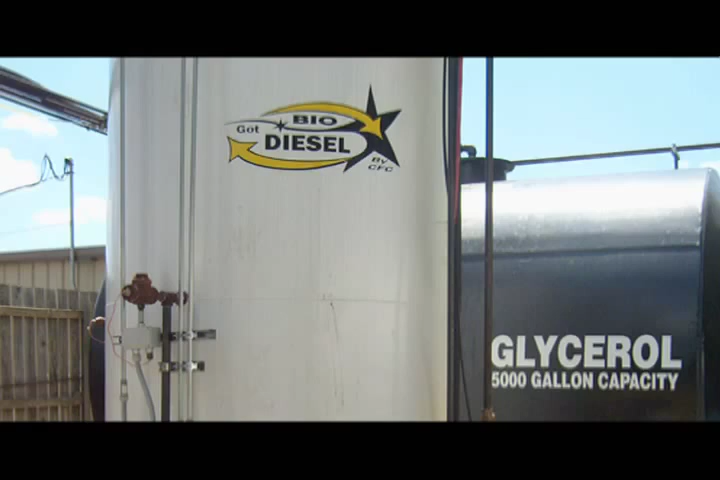 Got BIO
DIESEL
By
CFC
GLYCEROL
5000 GALLON CAPACITY